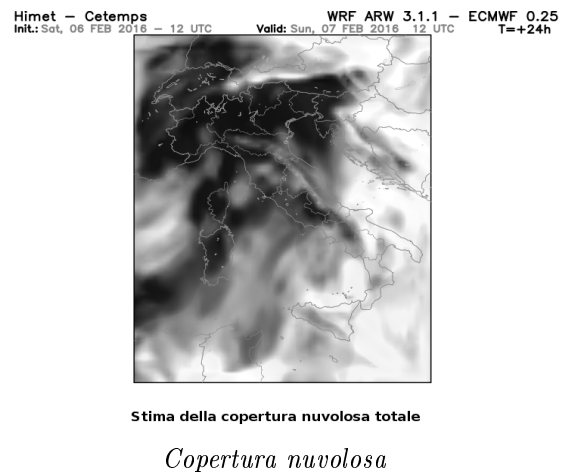 Himet – Cetemps WRF ARW 3.1.1 – ECMWF 0.25
Init.: Sat, 06 FEB 2016 – 12 UTC Valid: Sun, 07 FEB 2016 12 UTC T=+24h
Stima della copertura nuvolosa totale
Copertura nuvolosa